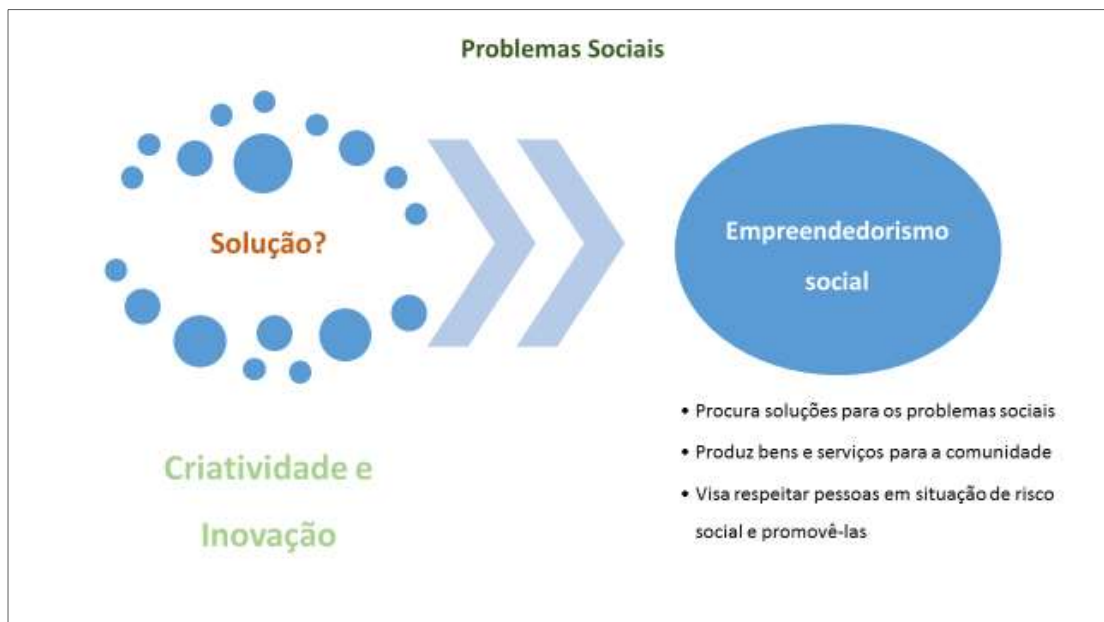 Problemas Sociais
Solução?
Criatividade e
Inovação
Empreendedorismo
social
• Procura soluções para os problemas sociais
• Produz bens e serviços para a comunidade
• Visa respeitar pessoas em situação de risco
social e promovê-las